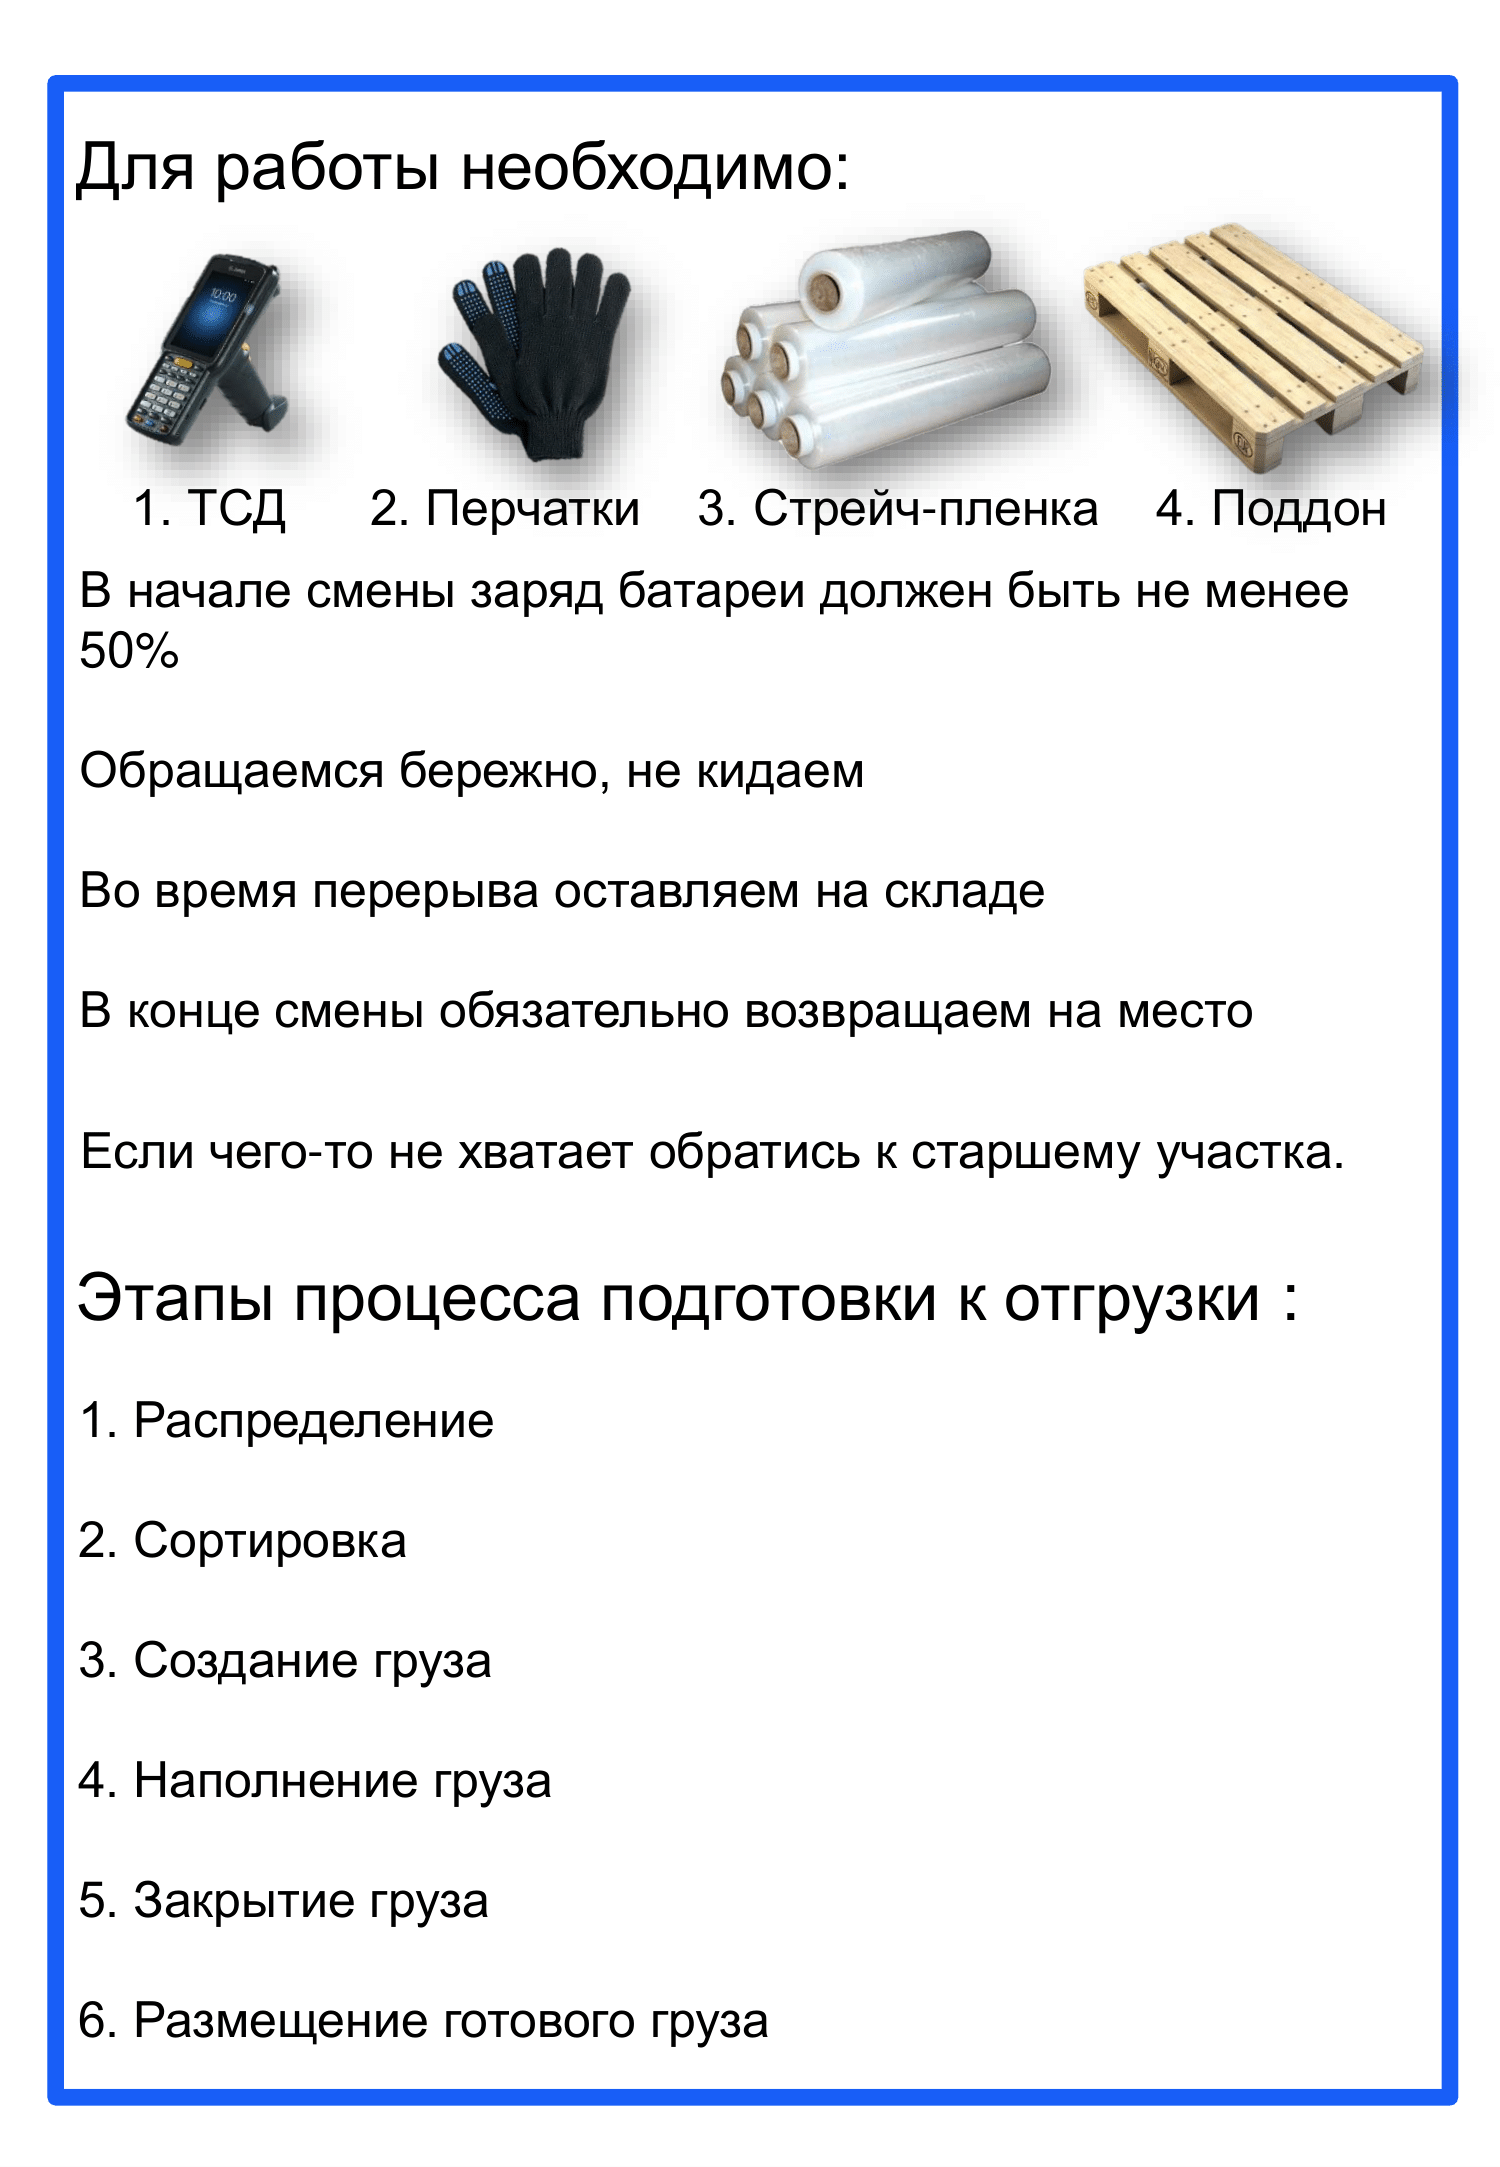 Для работы необходимо:
10:00
1. ТСД 2. Перчатки 3. Стрейч-пленка 4. Поддон
В начале смены заряд батареи должен быть не менее
50%
Обращаемся бережно, не кидаем
Во время перерыва оставляем на складе
В конце смены обязательно возвращаем на место
Если чего-то не хватает обратись к старшему участка.
Этапы процесса подготовки к отгрузки :
1. Распределение
2. Сортировка
3. Создание груза
4. Наполнение груза
5. Закрытие груза
6. Размещение готового груза